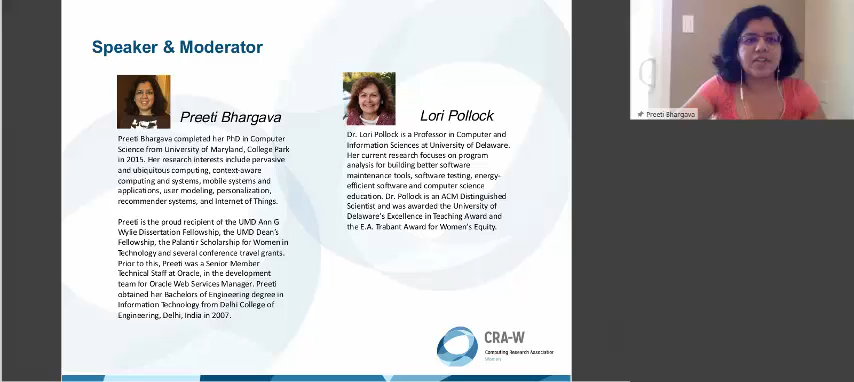 Speaker & Moderator
Preeti Bhargava
Preeti Bhargava completed her PhD in Computer
Science from University of Maryland, College Park
in 2015. Her research interests include pervasive
and ubiquitous computing, context-aware
computing and systems, mobile systems and
applications, user modeling, personalization,
recommender systems, and Internet of Things.
Preeti is the proud recipient of the UMD Ann G
Wylie Dissertation Fellowship, the UMD Dean's
Fellowship, the Palantir Scholarship for Women in
Technology and several conference travel grants.
Prior to this, Preeti was a Senior Member
Technical Staff at Oracle, in the development
team for Oracle Web Services Manager. Preeti
obtained her Bachelors of Engineering degree in
Information Technology from Delhi College of
Engineering, Delhi, India in 2007.
Lori Pollock
Dr. Lori Pollock is a Professor in Computer and
Information Sciences at University of Delaware.
Her current research focuses on program
analysis for building better software
maintenance tools, software testing, energy-
efficient software and computer science
education. Dr. Pollock is an ACM Distinguished
Scientist and was awarded the University of
Delaware's Excellence in Teaching Award and
the E.A. Trabant Award for Women's Equity.
CRA-W
Computing Research Association
Women
Preeti Bhargava